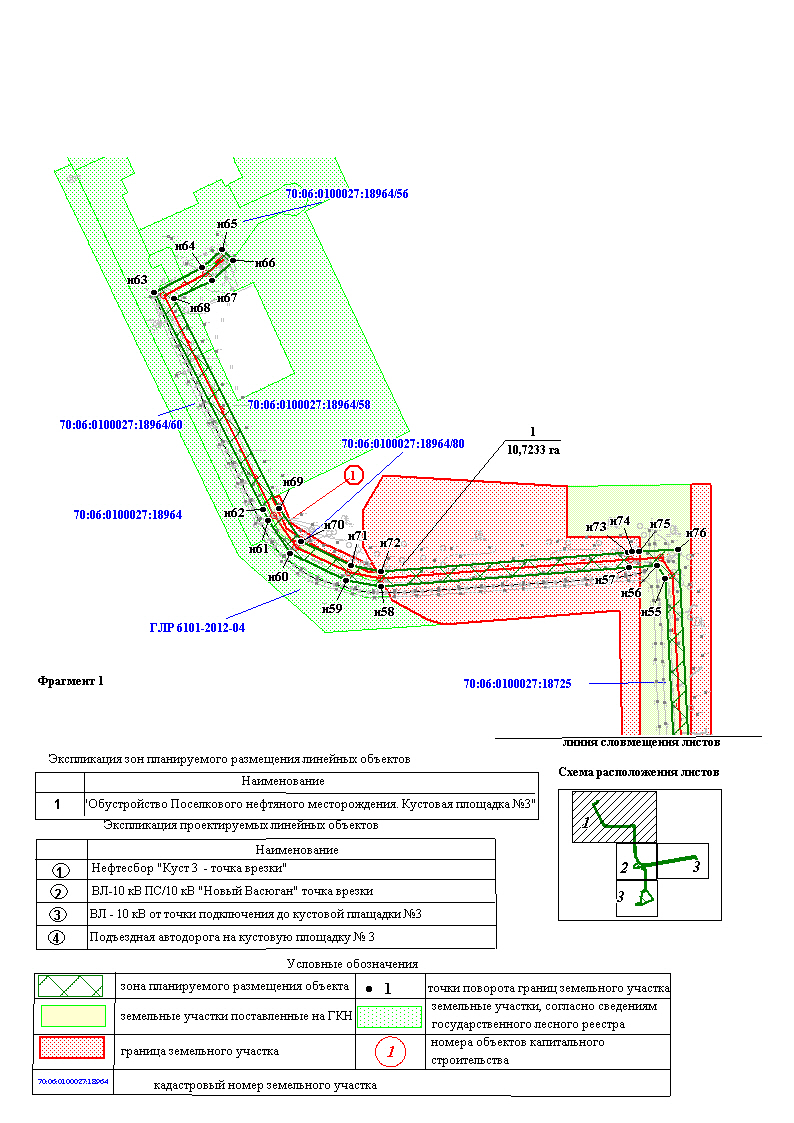 70:06:0100027:18964/56
н65
н64
н66
н63
н67
н68
70:06:0100027:18964/58
70:06:0100027:18964/60
1
10,7233 га
70:06:0100027:18964/80
1
н69
70:06:0100027:18964
н62
н70
н74
н75
н73
н76
н61
н71
н72
н60
н57
н56
н59
н58
н55
ГЛР 6101-2012-04
Фрагмент 1
70:06:0100027:18725
линия словмещения листов
Экспликация зон планируемого размещения линейных объектов
Схема расположения листов
Наименование
1 "Обустройство Поселкового нефтяного месторождения. Кустовая площадка №3"
Экспликация проектируемых линейных объектов
Наименование
1 Нефтесбор "Куст 3 - точка врезки"
2 ВЛ-10 кВ ПС/10 кВ "Новый Васюган" точка врезки
3 ВЛ - 10 кВ от точки подключения до кустовой плащадки №3
4 Подъездная автодорога на кустовую площадку № 3
1
2
3
3
Условные обозначения
зона планируемого размещения объекта
1
точки поворота границ земельного участка
земельные участки поставленные на ГКН
земельные участки, согласно сведениям
государственного лесного реестра
граница земельного участка
1
номера объектов капитального
строительства
70:06:0100027:18964
кадастровый номер земельного участка